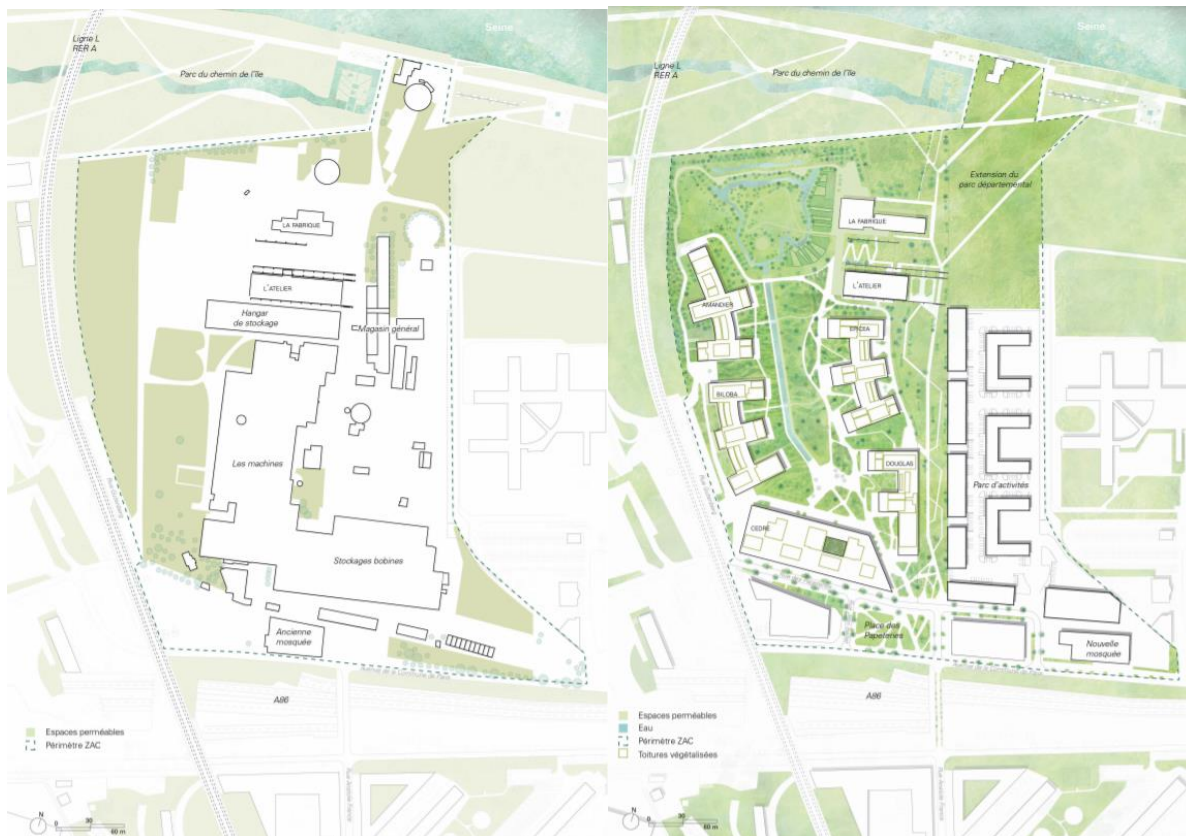 Seine
Ligne L
RER A
Parc du chemin de l'île
LA FABRIQUE
L'ATELIER
Hangar
de stockage
Magasin général
Les machines
Stockages bobines
Ancienne
mosquée
A86
Espaces perméables
Périmètre ZAC
N
0 30
60 m
Seine
Ligne L
RER A
Parc du chemin de l'île
Extension du
parc départemental
LA FABRIQUE
L'ATELIER
AMANDIER
EPICEA
BILOBA
DOUGLAS
Parc d'activités
CEDRE
Place des
Papeteries
Nouvelle
mosquée
A86
Espaces perméables
Eau
Périmètre ZAC
Toitures végétalisées
N
0 30
60 m